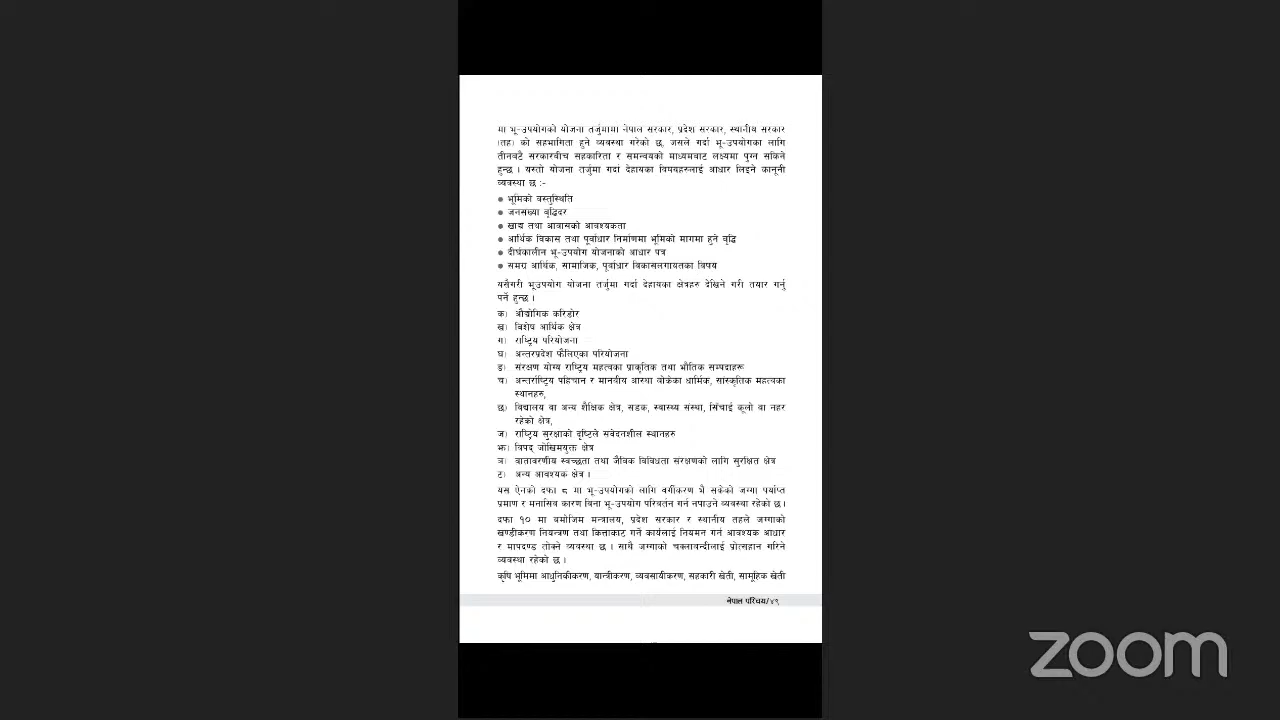 मा भू-उपयोगको योजना तर्जुमामा नेपाल सरकार, प्रदेश सरकार, स्थानीय सरकार
(तह) को सहभागिता हुने व्यवस्था गरेको छ, जसले गर्दा भू-उपयोगका लागि
तीनवटै सरकारबीच सहकारिता र समन्वयको माध्यमबाट लक्ष्यमा पुग्न सकिने
हुन्छ । यस्तो योजना तर्जुमा गर्दा देहायका विषयहरुलाई आधार लिइने कानूनी
व्यवस्था छ :-
● भूमिको वस्तुस्थिति
● जनसंख्या वृद्धिदर
● खाद्य तथा आवासको आवश्यकता
● आर्थिक विकास तथा पूर्वाधार निर्माणमा भूमिको मागमा हुने वृद्धि
● दीर्घकालीन भू-उपयोग योजनाको आधार पत्र
● समग्र आर्थिक, सामाजिक, पूर्वाधार विकासलगायतका विषय
यसैगरी भूउपयोग योजना तर्जुमा गर्दा देहायका क्षेत्रहरु देखिने गरी तयार गर्नु
पर्ने हुन्छ ।
क) औद्योगिक करिडोर
ख) विशेष आर्थिक क्षेत्र
ग) राष्ट्रिय परियोजना
घ) अन्तरप्रदेश फैलिएका परियोजना
ङ) संरक्षण योग्य राष्ट्रिय महत्वका प्राकृतिक तथा भौतिक सम्पदाहरू
च) अन्तर्राष्ट्रिय पहिचान र मानवीय आस्था बोकेका धार्मिक, सांस्कृतिक महत्वका
स्थानहरु,
छ) विद्यालय वा अन्य शैक्षिक क्षेत्र, सडक, स्वास्थ्य संस्था, सिंचाई कूलो वा नहर
रहेको क्षेत्र,
ज) राष्ट्रिय सुरक्षाको दृष्टिले संवेदनशील स्थानहरु
झ) विपद् जोखिमयुक्त क्षेत्र
ञ) वातावरणीय स्वच्छता तथा जैविक विविधता संरक्षणको लागि सुरक्षित क्षेत्र
ट) अन्य आवश्यक क्षेत्र ।
यस ऐनको दफा ८ मा भू-उपयोगको लागि वर्गीकरण भै सकेको जग्गा पर्याप्त
प्रमाण र मनासिव कारण विना भू-उपयोग परिवर्तन गर्न नपाउने व्यवस्था रहेको छ ।
दफा १० मा बमोजिम मन्त्रालय, प्रदेश सरकार र स्थानीय तहले जग्गाको
खण्डीकरण नियन्त्रण तथा कित्ताकाट गर्ने कार्यलाई नियमन गर्न आवश्यक आधार
र मापदण्ड तोक्ने व्यवस्था छ । साथै जग्गाको चक्लाबन्दीलाई प्रोत्सहान गरिने
व्यवस्था रहेको छ ।
कृषि भूमिमा आधुनिकीकरण, यान्त्रीकरण, व्यवसायीकरण, सहकारी खेती, सामूहिक खेती
नेपाल परिचय/४९
zoom